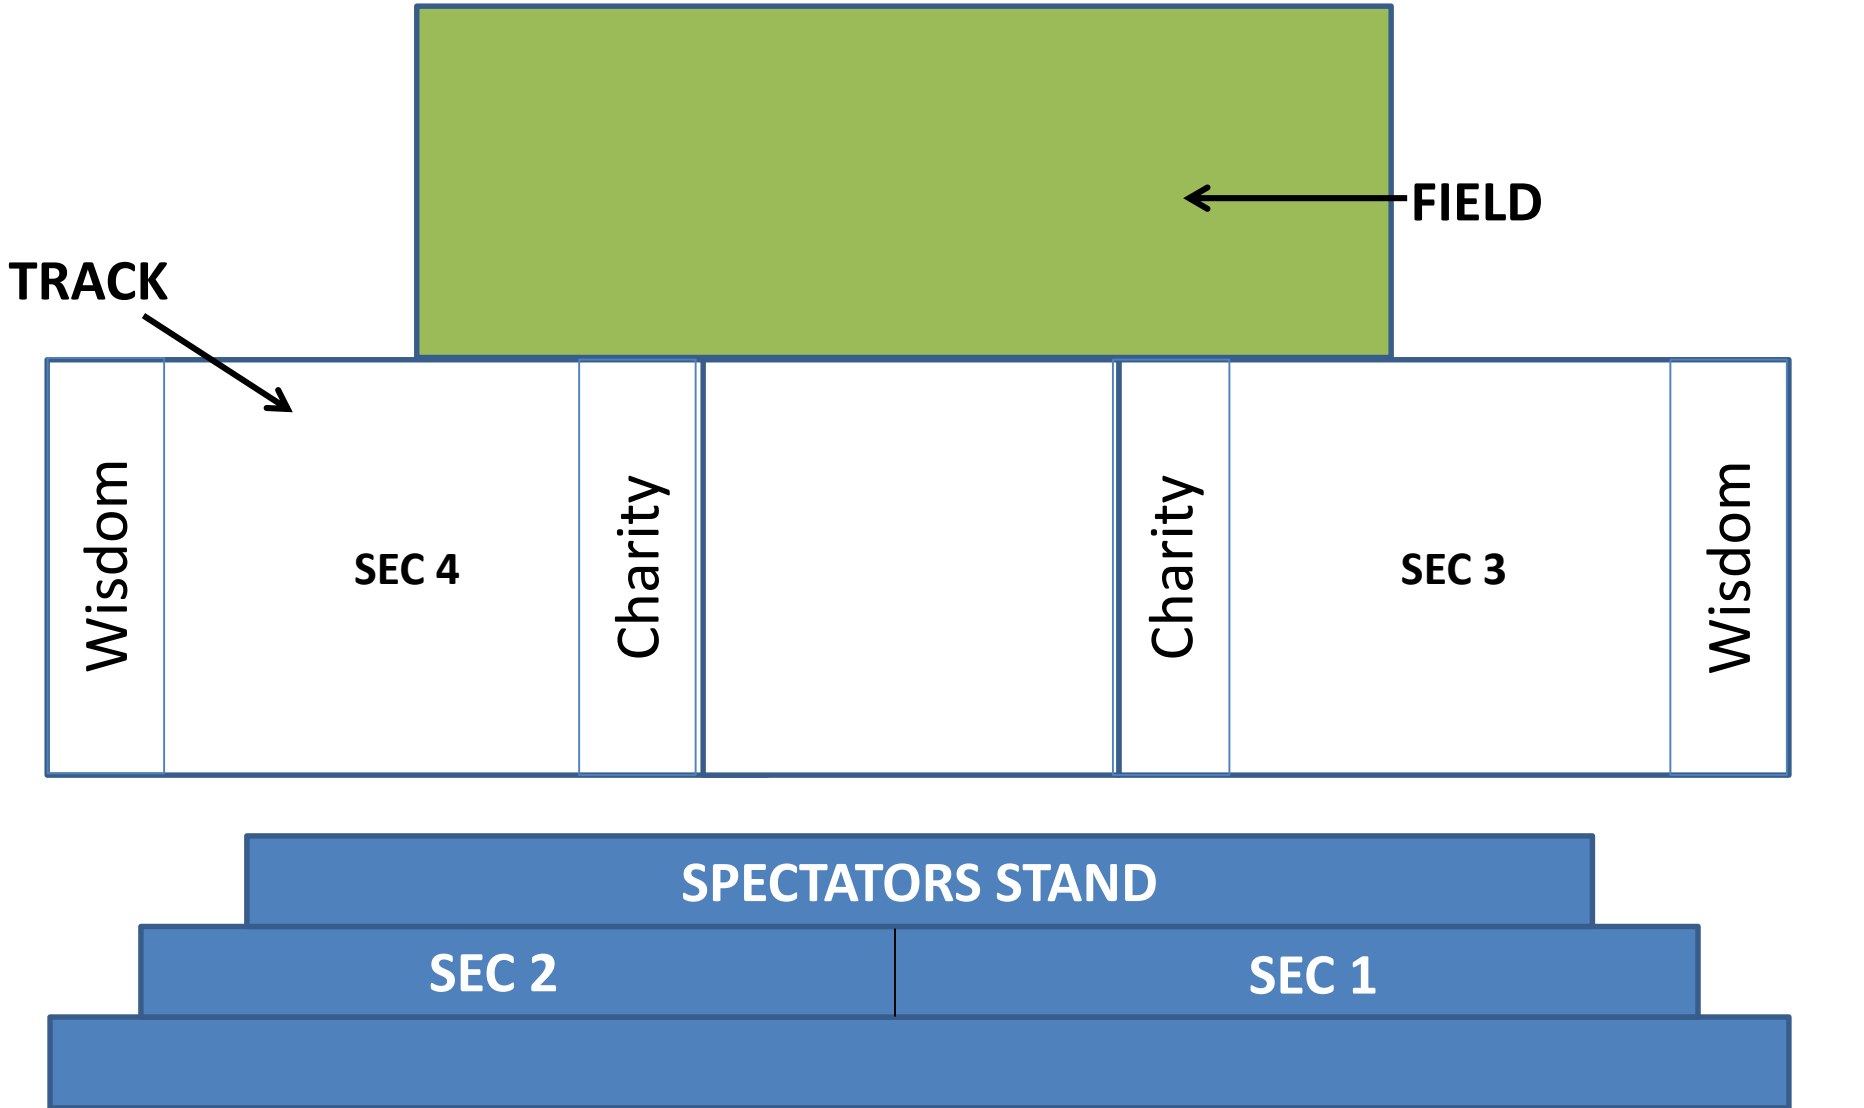 FIELD
TRACK
Wisdom
SEC 4
Charity
Charity
SEC 3
Wisdom
SPECTATORS STAND
SEC 2
SEC 1